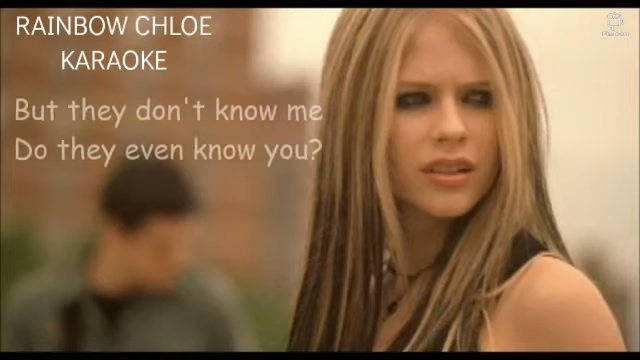 RAINBOW CHLOE
KARAOKE
But they don't know me
Do they even know you?